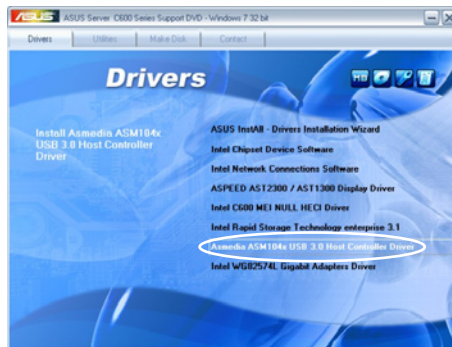 ASUS ASUS Server C600 Series Support DVD - Windows 7 32 bit
Drivers Utilities Make Disk Contact
Drivers
Install Asmedia ASM104x
USB 3.0 Host Controller
Driver
ASUS InstAll - Drivers Installation Wizard
Intel Chipset Device Software
Intel Network Connections Software
ASPEED AST2300 / AST1300 Display Driver
Intel C600 MEI NULL HECI Driver
Intel Rapid Storage Technology enterprise 3.1
Asmedia ASM104x USB 3.0 Host Controller Driver
Intel WG82574L Gigabit Adapters Driver